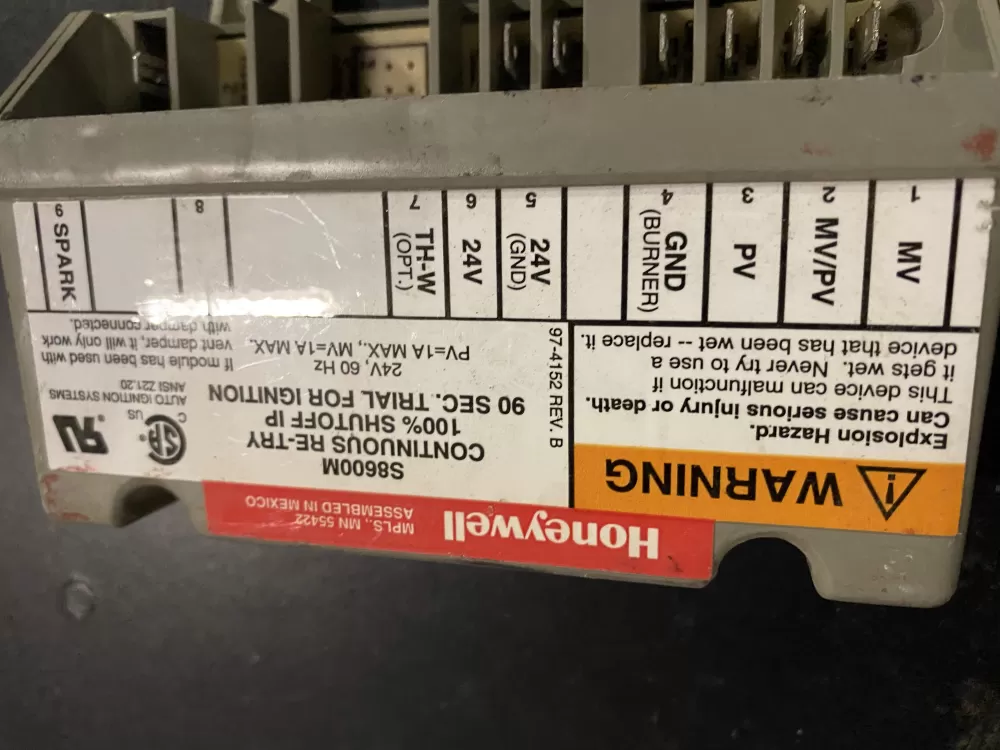 Honeywell
MPLS., MN 55422
ASSEMBLED IN MEXICO
WARNING
Explosion Hazard.
Can cause serious injury or death.
This device can malfunction if
it gets wet. Never try to use a
device that has been wet -- replace it.
97-4152 REV. B
S8600M
CONTINUOUS RE-TRY
100% SHUTOFF IP
90 SEC. TRIAL FOR IGNITION
24V, 60 Hz
PV=1A MAX., MV=1A MAX.
SA
C US
AUTO IGNITION SYSTEMS
ANSI Z21.20
If module has been used with
vent damper, it will only work
with damper connected.
MV
1
MV/PV
2
PV
3
GND
(BURNER)
4
24V
(GND)
5
24V
6
TH-W
(OPT.)
7
8
SPARK
9